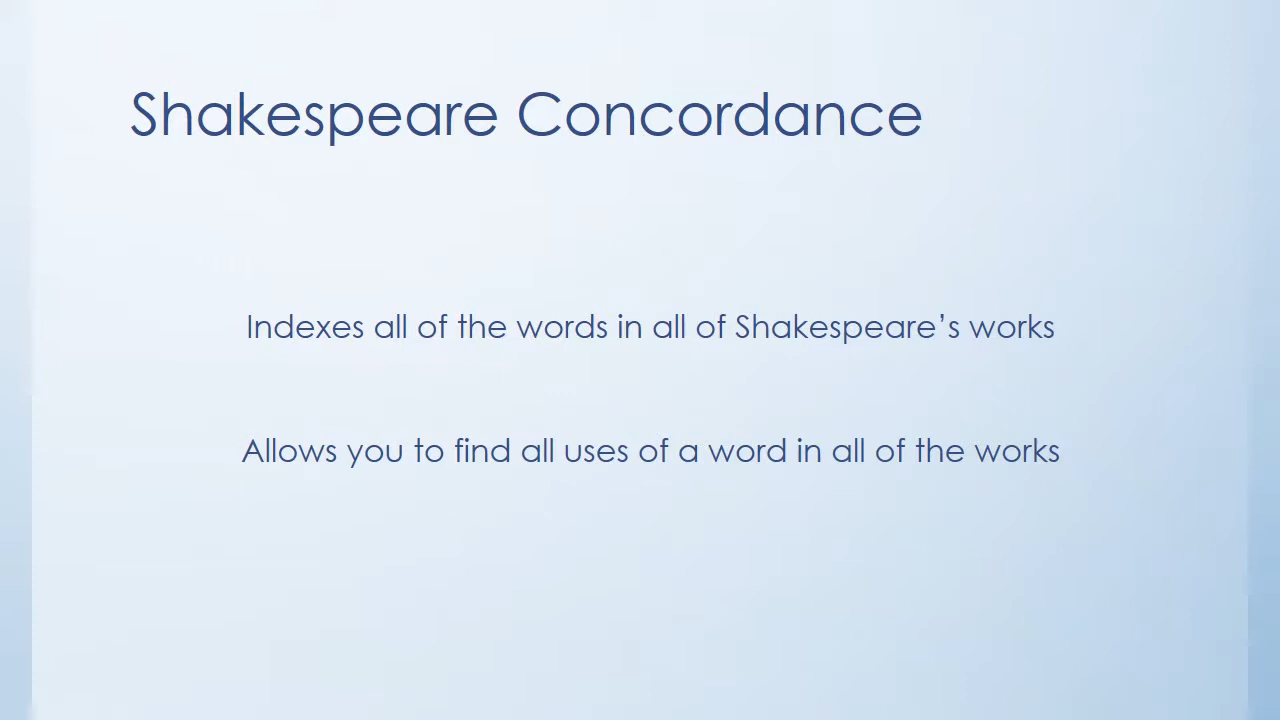 Shakespeare Concordance
Indexes all of the words in all of Shakespeare’s works
Allows you to find all uses of a word in all of the works